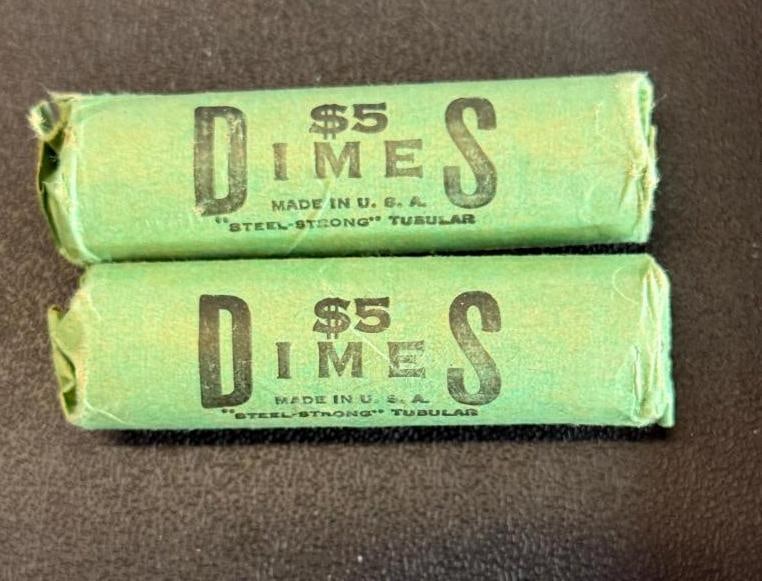 $5
DIMES
MADE IN U. S. A.
"STEEL-STRONG" TUBULAR
$5
DIMES
MADE IN U. S. A.
"STEEL-STRONG" TUBULAR